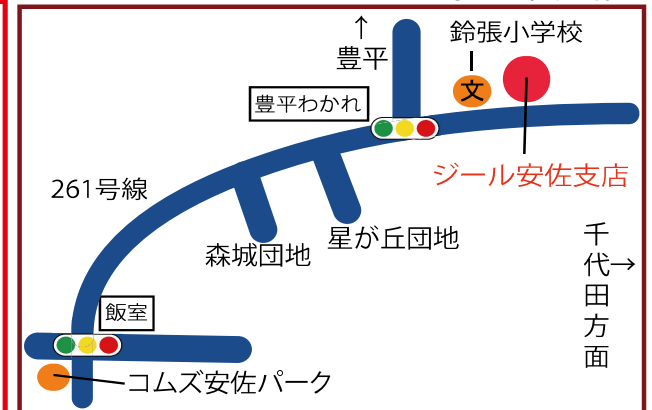 ↑
豊平
鈴張小学校
文
豊平わかれ
ジール安佐支店
261号線
森城団地
星が丘団地
千代田方面→
飯室
コムズ安佐パーク